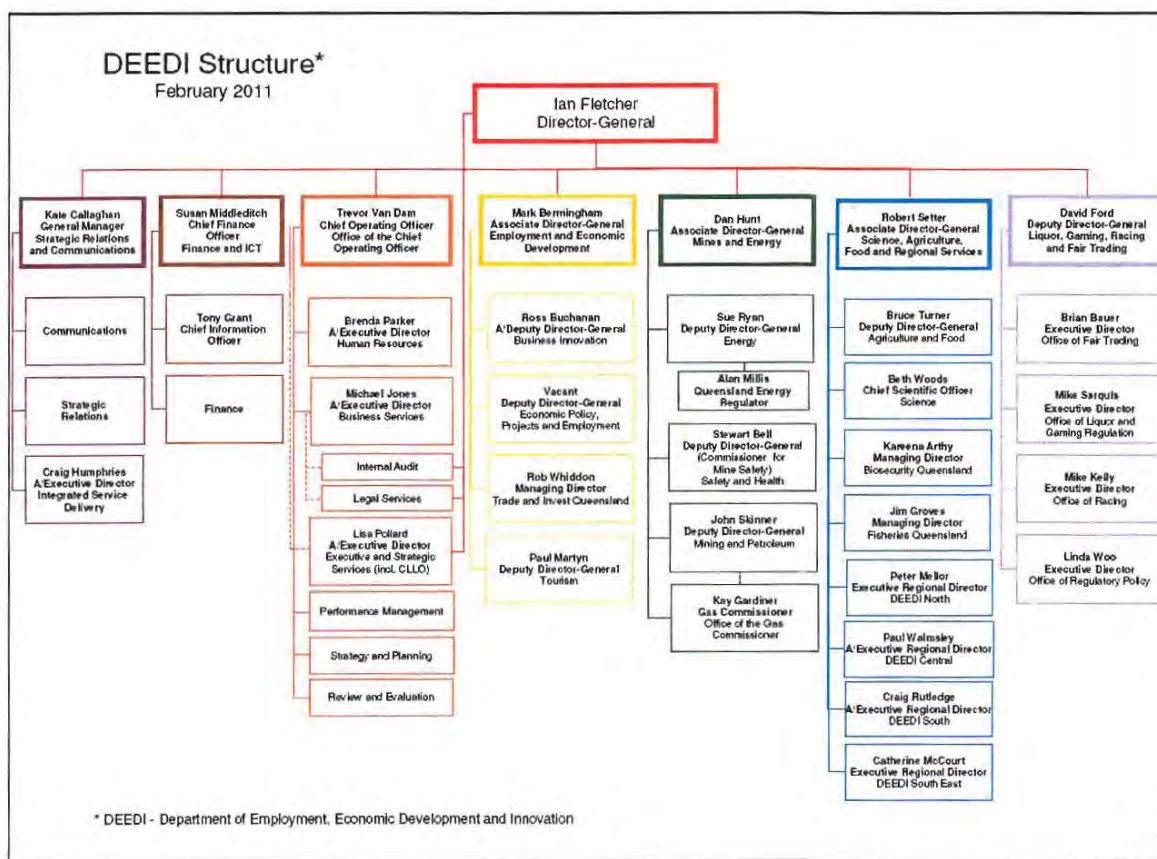 DEEDI Structure*
February 2011
Ian Fletcher
Director-General
Kate Callaghan
General Manager
Strategic Relations
and Communications
Communications
Strategic
Relations
Craig Humphries
A'Executive Director
Integrated Service
Delivery
Susan Middleditch
Chief Finance
Officer
Finance and ICT
Tony Grant
Chief Information
Officer
Finance
Trevor Van Dam
Chief Operating Officer
Office of the Chief
Operating Officer
Brenda Parker
A'Executive Director
Human Resources
Michael Jones
A'Executive Director
Business Services
Internal Audit
Legal Services
Lisa Pollard
A'Executive Director
Executive and Strategic
Services (incl. CLLO)
Performance Management
Strategy and Planning
Review and Evaluation
Mark Bermingham
Associate Director-General
Employment and Economic
Development
Ross Buchanan
A'Deputy Director-General
Business Innovation
Vacant
Deputy Director-General
Economic Policy,
Projects and Employment
Rob Whiddon
Managing Director
Trade and Invest Queensland
Paul Martyn
Deputy Director-General
Tourism
Dan Hunt
Associate Director-General
Mines and Energy
Sue Ryan
Deputy Director-General
Energy
Alan Millis
Queensland Energy
Regulator
Stewart Bell
Deputy Director-General
(Commissioner for
Mine Safety)
Safety and Health
John Skinner
Deputy Director-General
Mining and Petroleum
Kay Gardiner
Gas Commissioner
Office of the Gas
Commissioner
Robert Setter
Associate Director-General
Science, Agriculture,
Food and Regional Services
Bruce Turner
Deputy Director-General
Agriculture and Food
Beth Woods
Chief Scientific Officer
Science
Kareena Arthy
Managing Director
Biosecurity Queensland
Jim Groves
Managing Director
Fisheries Queensland
Peter Mellor
Executive Regional Director
DEEDI North
Paul Walmsley
A'Executive Regional Director
DEEDI Central
Craig Rutledge
A'Executive Regional Director
DEEDI South
Catherine McCourt
Executive Regional Director
DEEDI South East
David Ford
Deputy Director-General
Liquor, Gaming, Racing
and Fair Trading
Brian Bauer
Executive Director
Office of Fair Trading
Mike Sarquis
Executive Director
Office of Liquor and
Gaming Regulation
Mike Kelly
Executive Director
Office of Racing
Linda Woo
Executive Director
Office of Regulatory Policy
* DEEDI - Department of Employment, Economic Development and Innovation